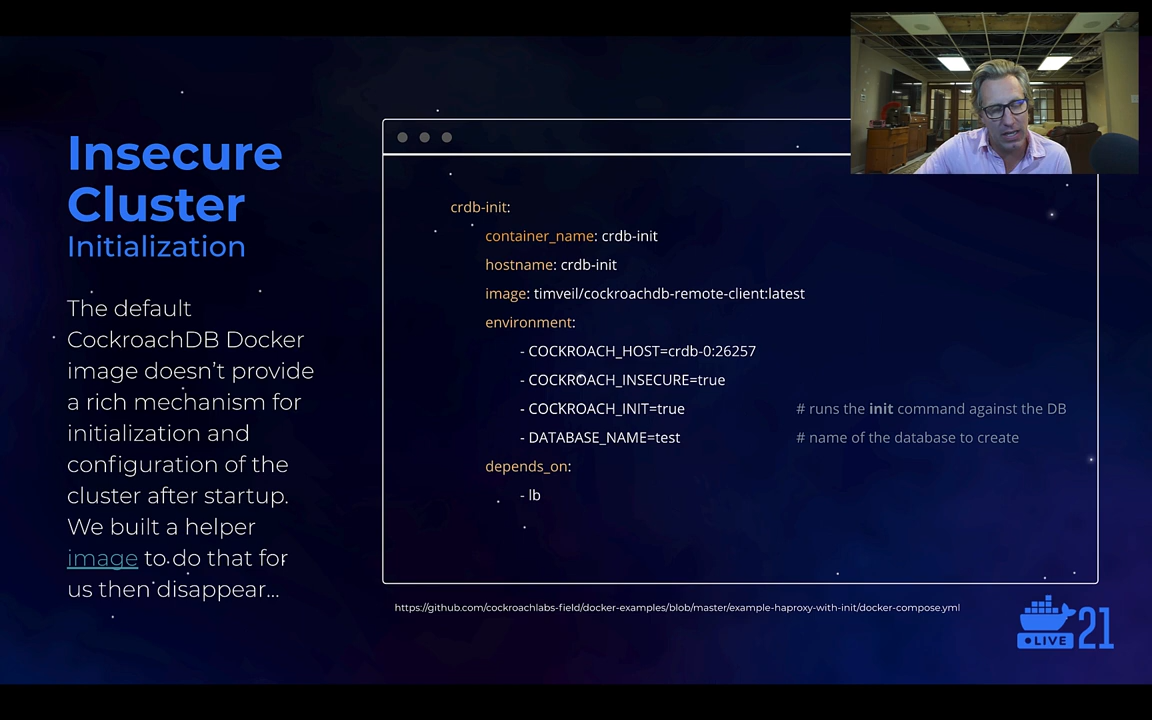 Insecure
Cluster
Initialization
The default
CockroachDB Docker
image doesn't provide
a rich mechanism for
initialization and
configuration of the
cluster after startup.
We built a helper
image to do that for
us then disappear...
crdb-init:
container_name: crdb-init
hostname: crdb-init
image: timveil/cockroachdb-remote-client:latest
environment:
- COCKROACH_HOST=crdb-0:26257
- COCKROACH_INSECURE=true
- COCKROACH_INIT=true # runs the init command against the DB
- DATABASE_NAME=test # name of the database to create
depends_on:
- lb
https://github.com/cockroachlabs-field/docker-examples/blob/master/example-haproxy-with-init/docker-compose.yml
LIVE 21